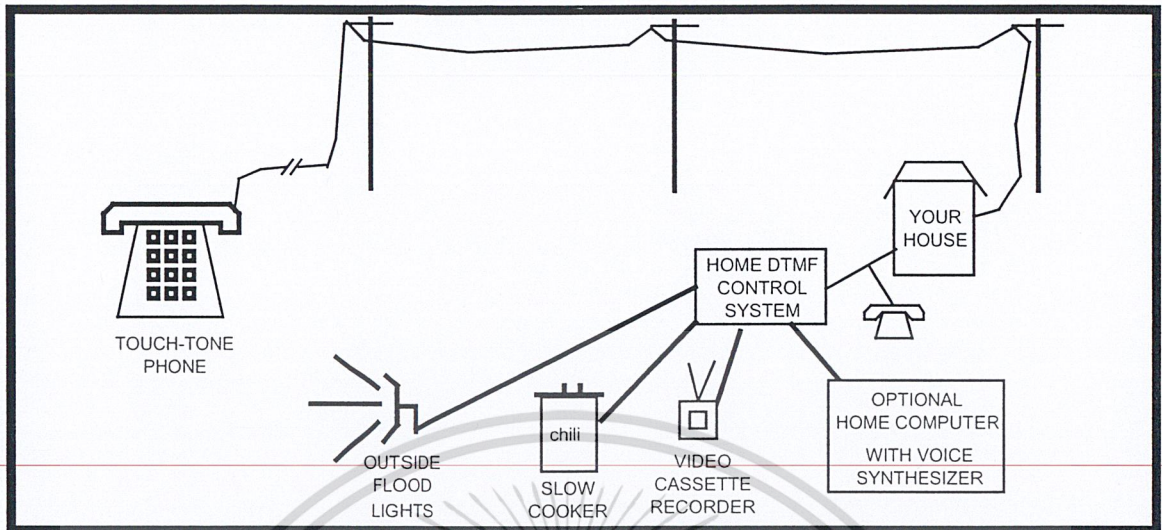 YOUR
HOUSE
HOME DTMF
CONTROL
SYSTEM
TOUCH-TONE
PHONE
OUTSIDE
FLOOD
LIGHTS
chili
SLOW
COOKER
VIDEO
CASSETTE
RECORDER
OPTIONAL
HOME COMPUTER
WITH VOICE
SYNTHESIZER